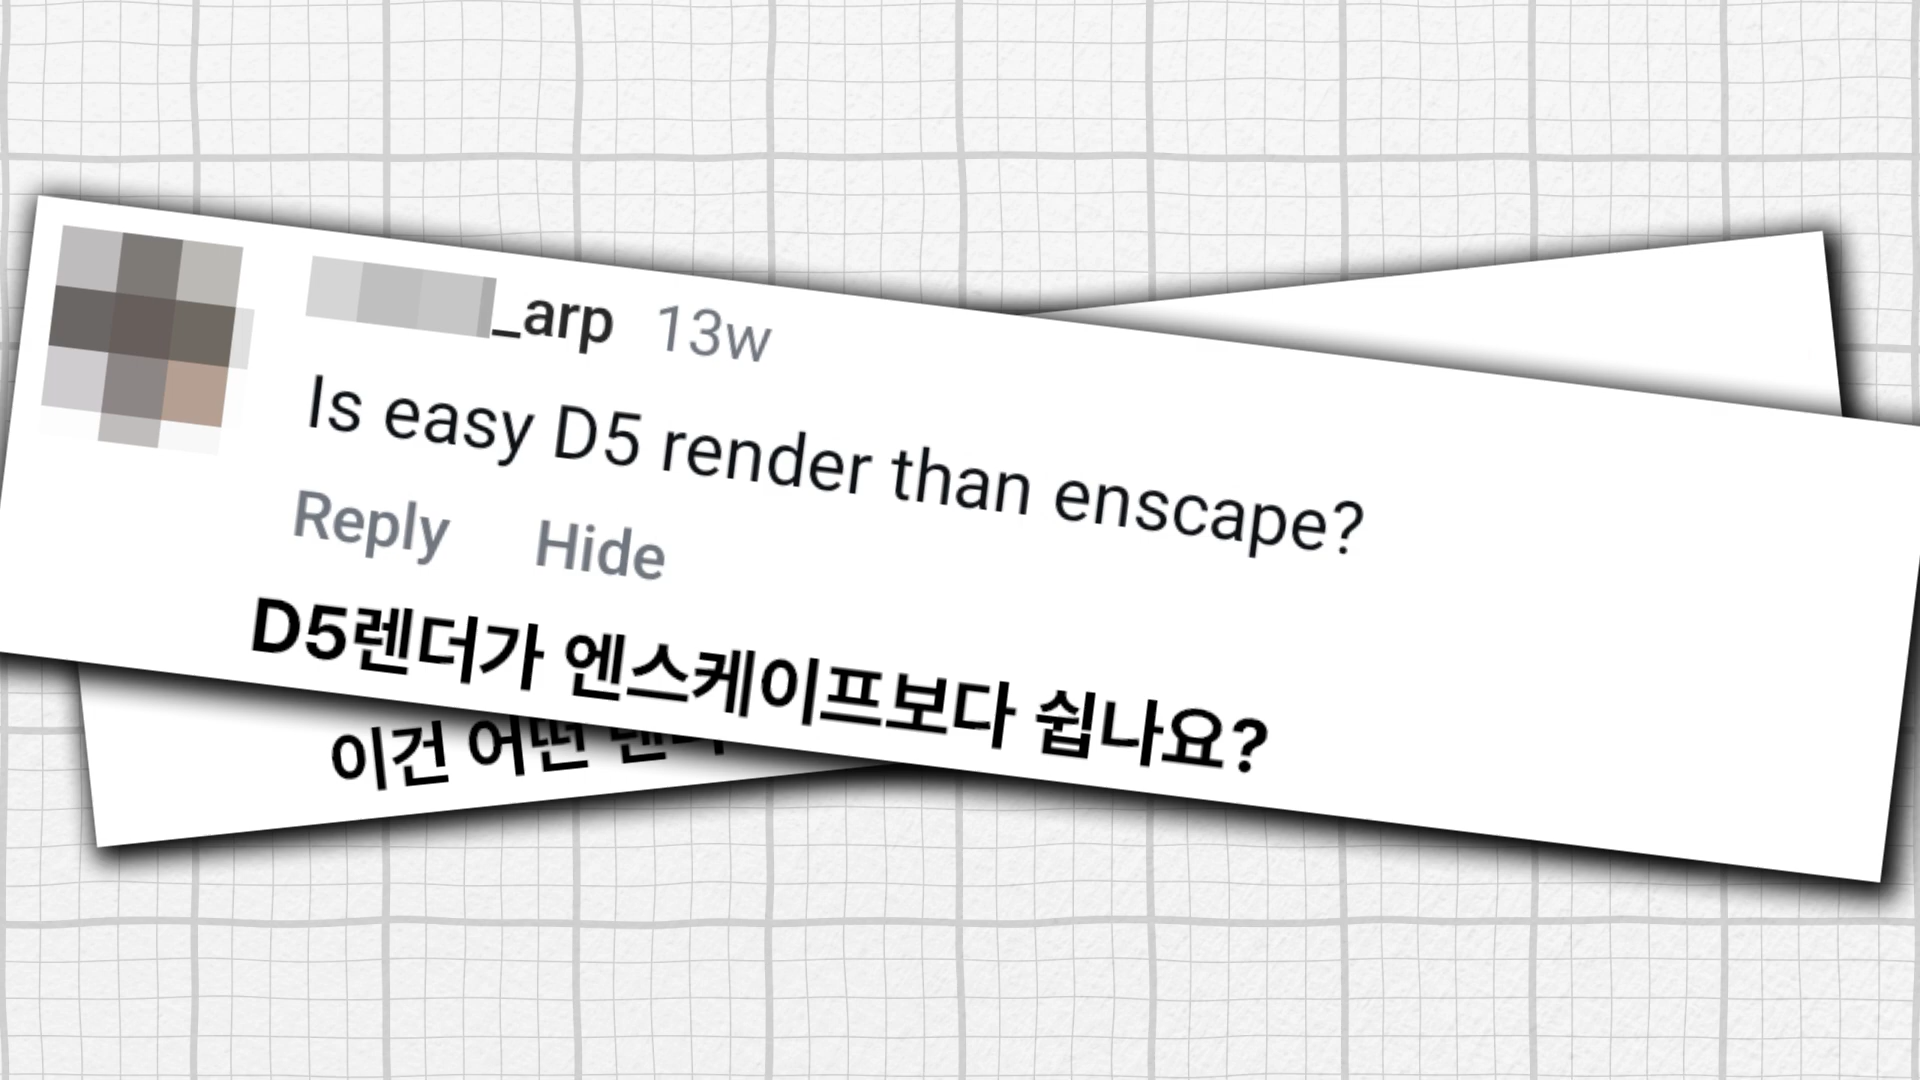 _arp 13w
Is easy D5 render than enscape?
Reply Hide
D5렌더가 엔스케이프보다 쉽나요?
이건 어떤